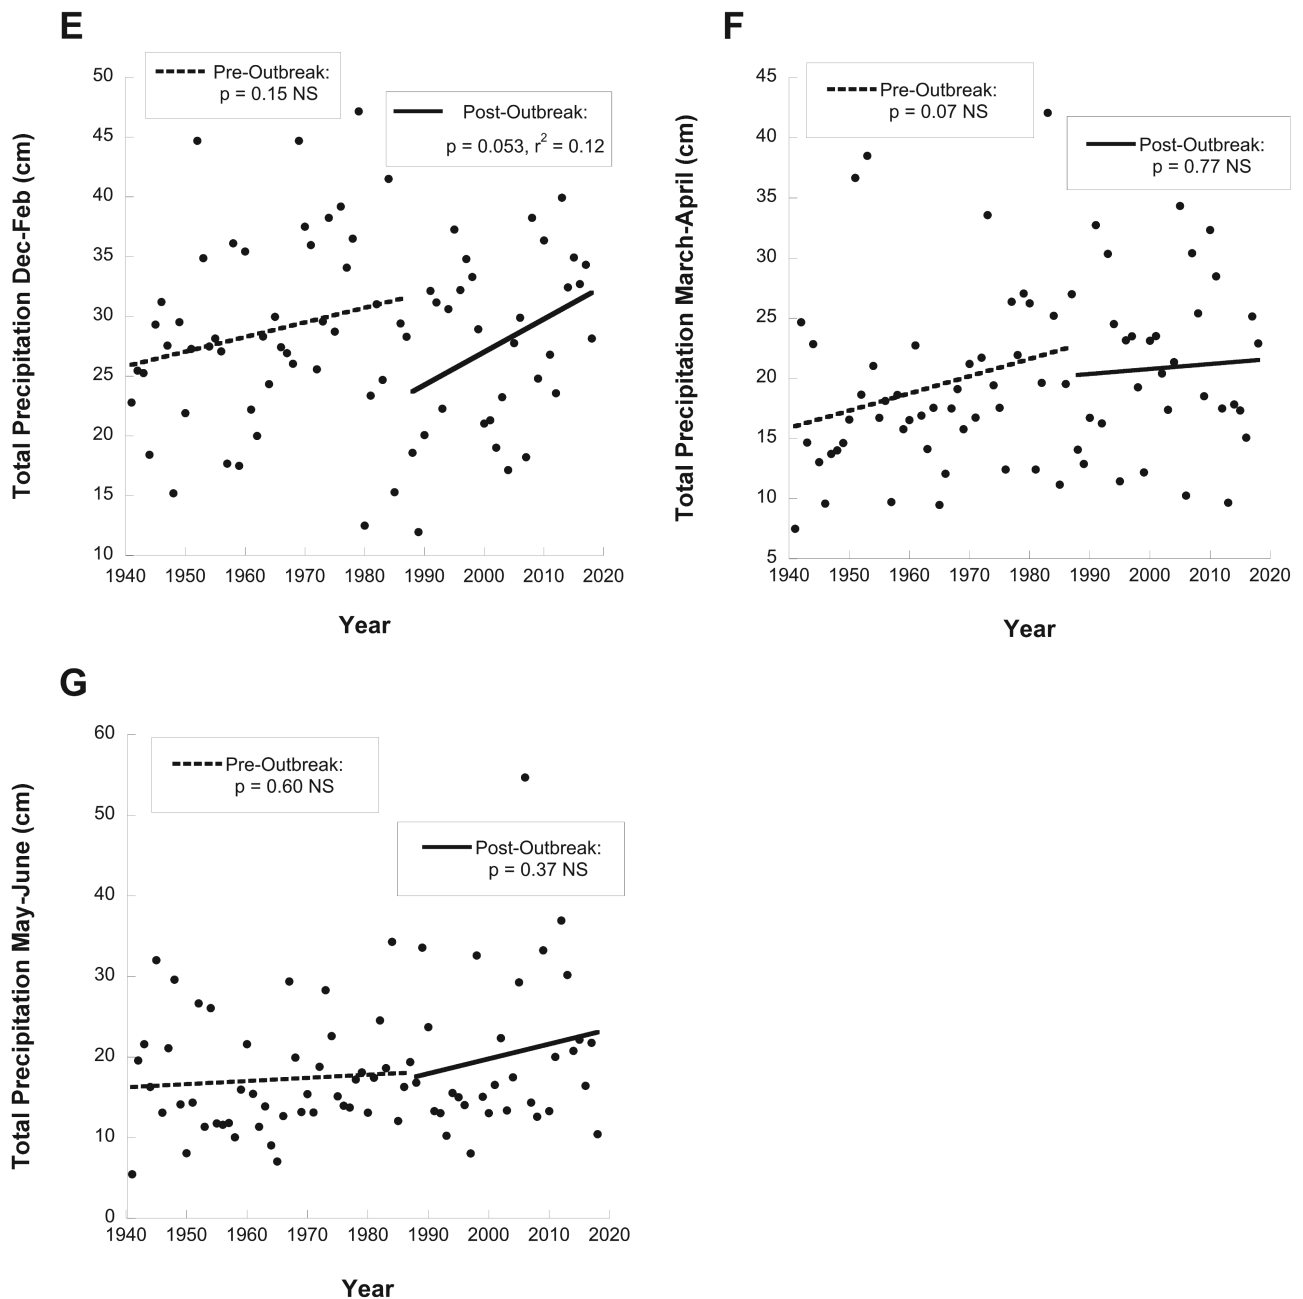 E
Pre-Outbreak:
p = 0.15 NS
Post-Outbreak:
p = 0.053, r² = 0.12
Total Precipitation Dec-Feb (cm)
50
45
40
35
30
25
20
15
10
1940 1950 1960 1970 1980 1990 2000 2010 2020
Year
F
Pre-Outbreak:
p = 0.07 NS
Post-Outbreak:
p = 0.77 NS
Total Precipitation March-April (cm)
45
40
35
30
25
20
15
10
5
1940 1950 1960 1970 1980 1990 2000 2010 2020
Year
G
Pre-Outbreak:
p = 0.60 NS
Post-Outbreak:
p = 0.37 NS
Total Precipitation May-June (cm)
60
50
40
30
20
10
0
1940 1950 1960 1970 1980 1990 2000 2010 2020
Year